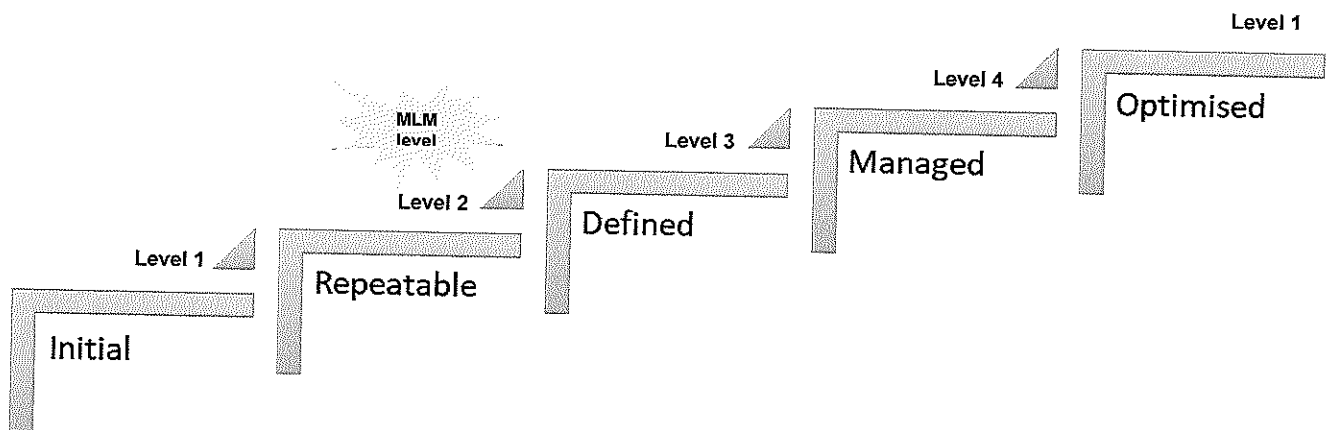 Level 1
Initial
MLM
level
Level 2
Repeatable
Level 3
Defined
Level 4
Managed
Level 1
Optimised